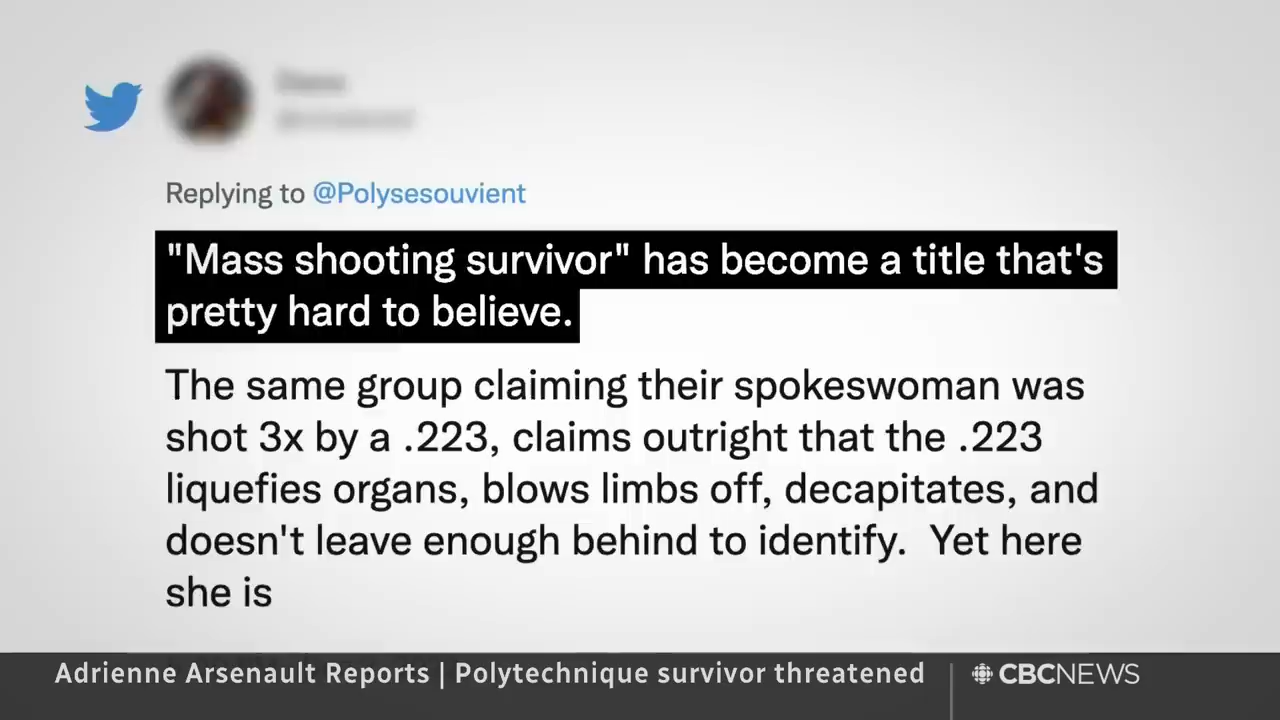 Replying to @Polysesouvient
"Mass shooting survivor" has become a title that's
pretty hard to believe.
The same group claiming their spokeswoman was
shot 3x by a .223, claims outright that the .223
liquefies organs, blows limbs off, decapitates, and
doesn't leave enough behind to identify.  Yet here
she is
Adrienne Arsenault Reports | Polytechnique survivor threatened
CBCNEWS